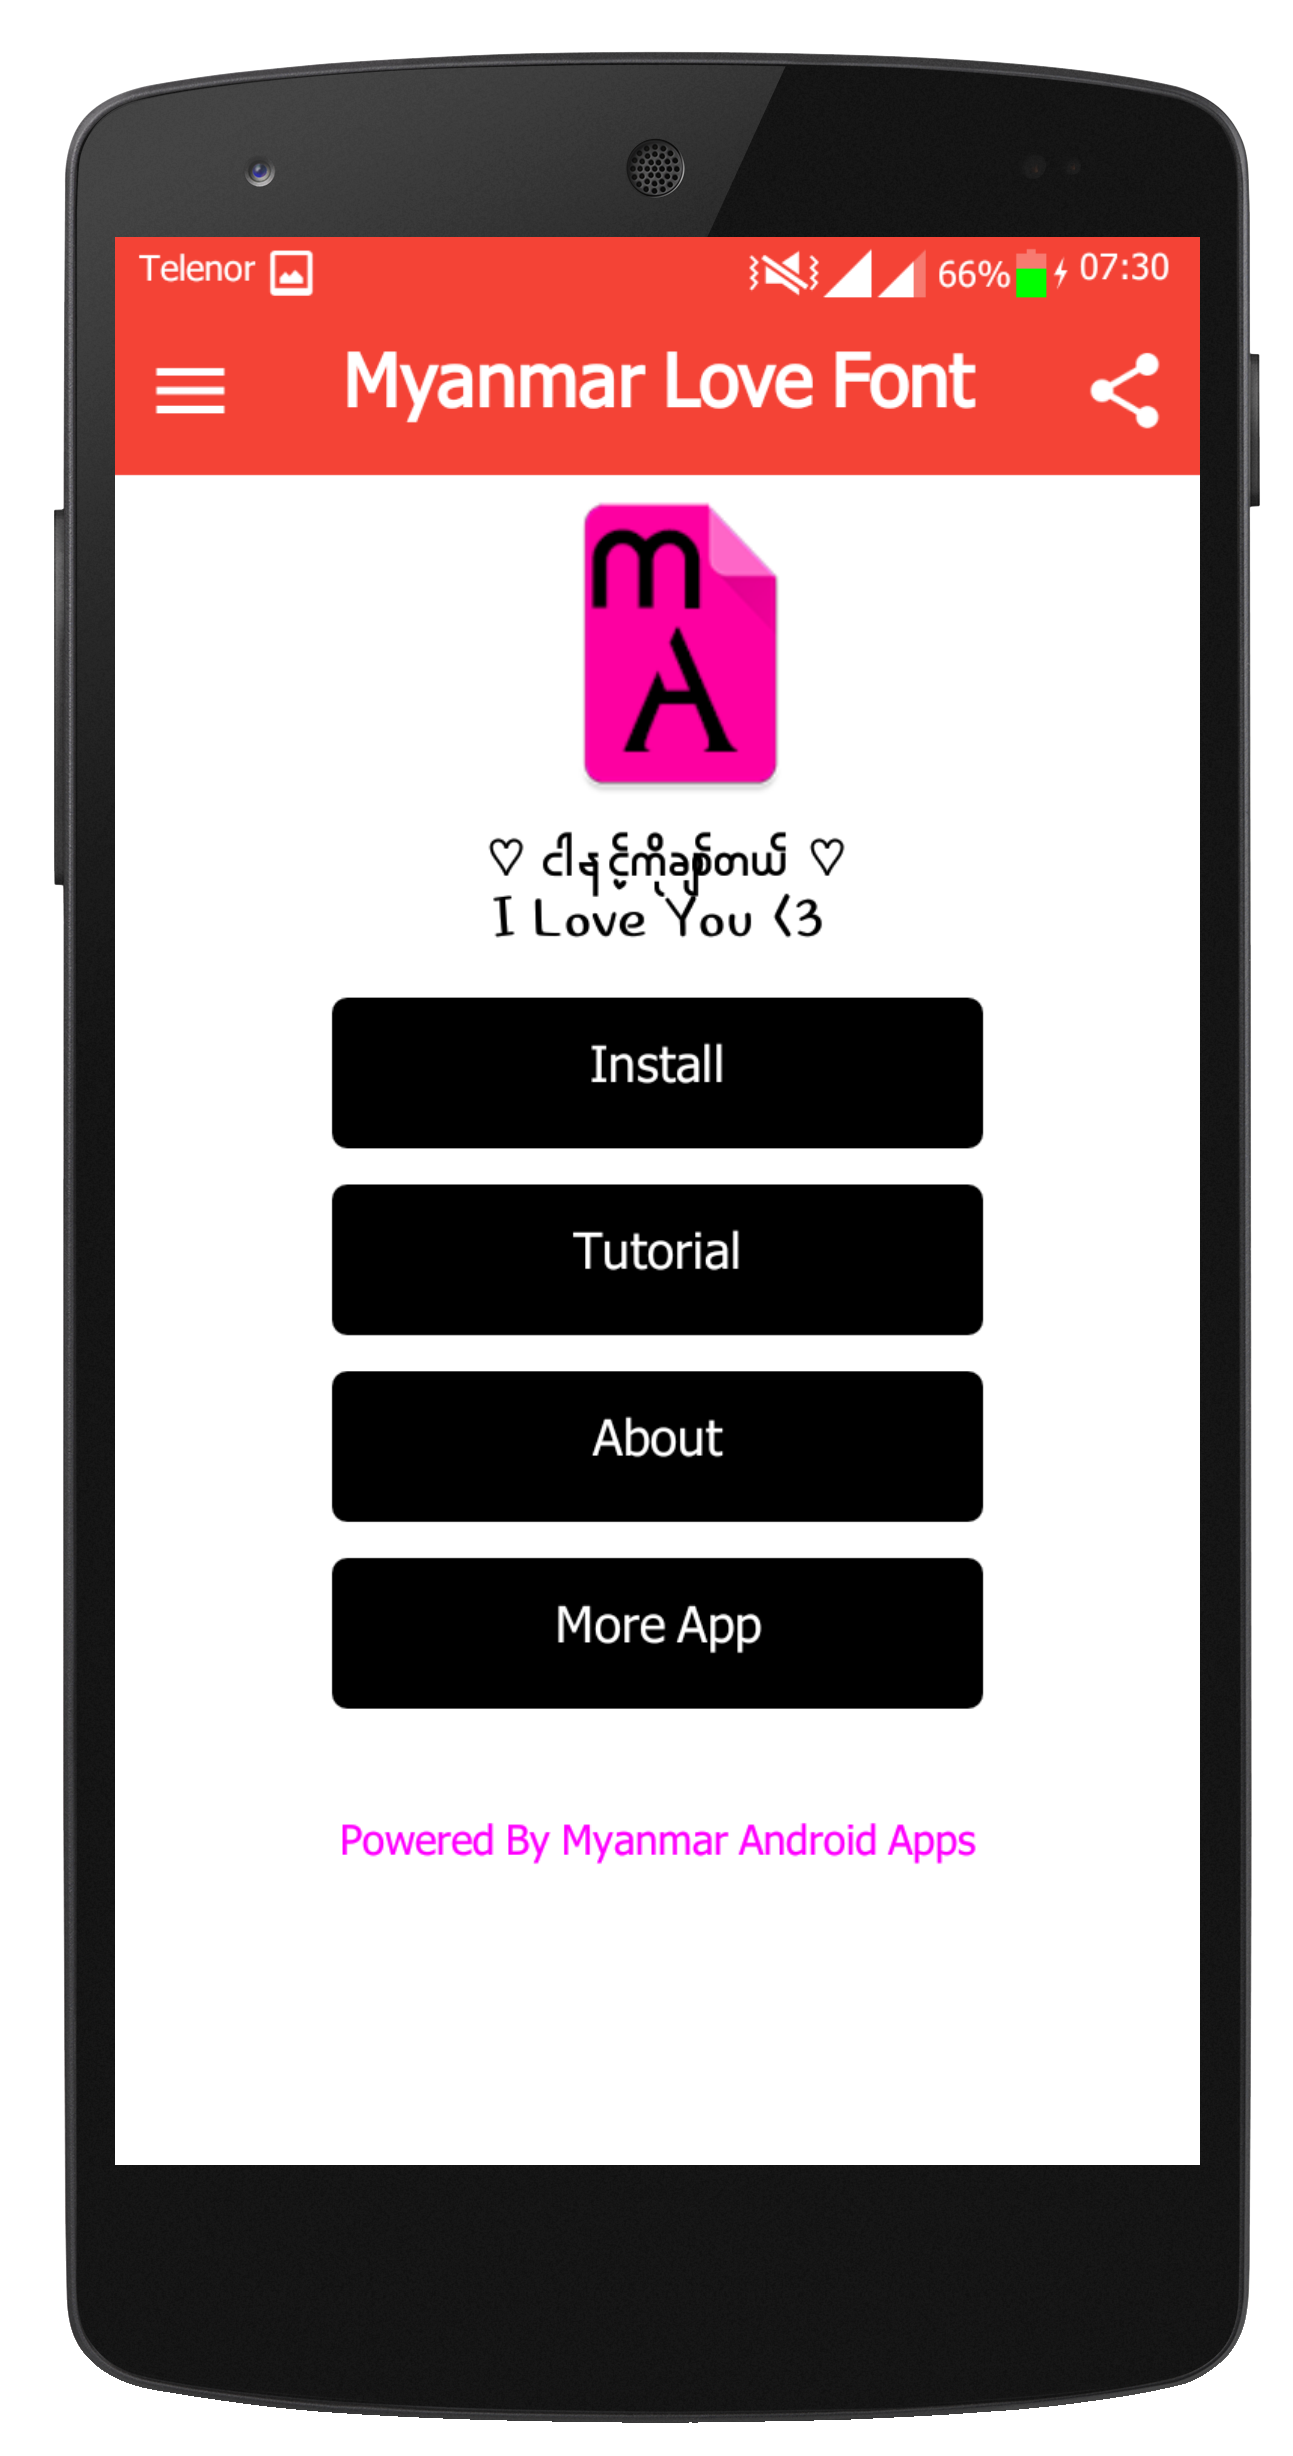 Telenor 66% 07:30
Myanmar Love Font
m
A
♡ ငါနင့်ကိုချစ်တယ် ♡
I Love You <3
Install
Tutorial
About
More App
Powered By Myanmar Android Apps